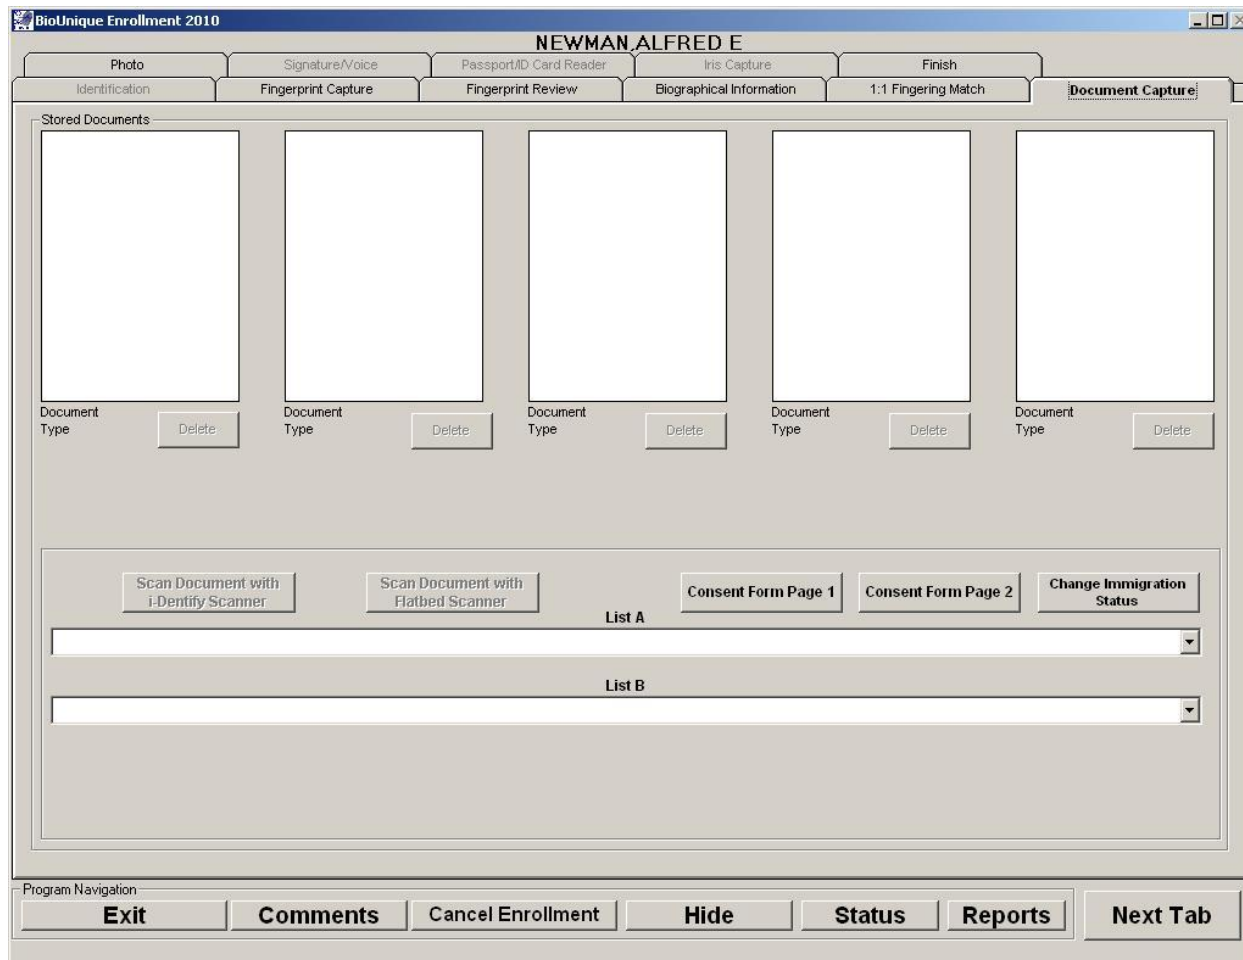 BioUnique Enrollment 2010
NEWMAN,ALFRED E
Photo
Signature/Voice
Passport/ID Card Reader
Iris Capture
Finish
Identification
Fingerprint Capture
Fingerprint Review
Biographical Information
1:1 Fingering Match
Document Capture
Stored Documents
Document
Type
Delete
Document
Type
Delete
Document
Type
Delete
Document
Type
Delete
Document
Type
Delete
Scan Document with
i-Dentify Scanner
Scan Document with
Flatbed Scanner
Consent Form Page 1
Consent Form Page 2
Change Immigration
Status
List A
List B
Program Navigation
Exit
Comments
Cancel Enrollment
Hide
Status
Reports
Next Tab